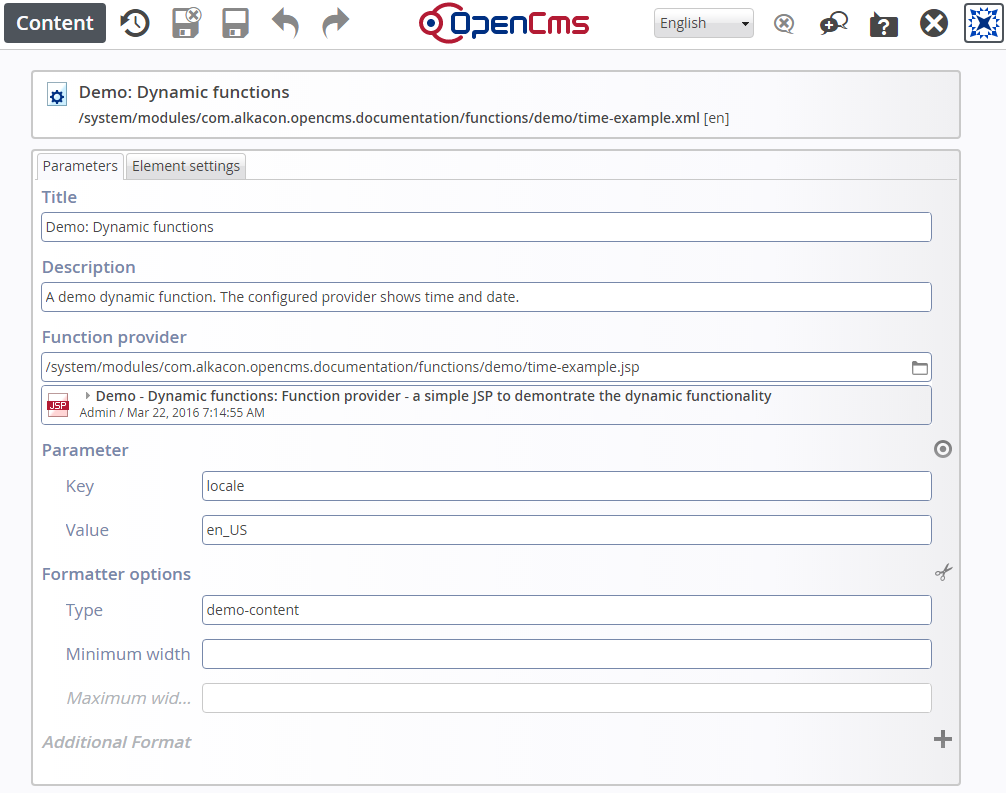 Content
OpenCms
English
Demo: Dynamic functions
/system/modules/com.alkacon.opencms.documentation/functions/demo/time-example.xml [en]
Parameters Element settings
Title
Demo: Dynamic functions
Description
A demo dynamic function. The configured provider shows time and date.
Function provider
/system/modules/com.alkacon.opencms.documentation/functions/demo/time-example.jsp
JSP
Demo - Dynamic functions: Function provider - a simple JSP to demontrate the dynamic functionality
Admin / Mar 22, 2016 7:14:55 AM
Parameter
Key locale
Value en_US
Formatter options
Type demo-content
Minimum width
Maximum wid...
Additional Format